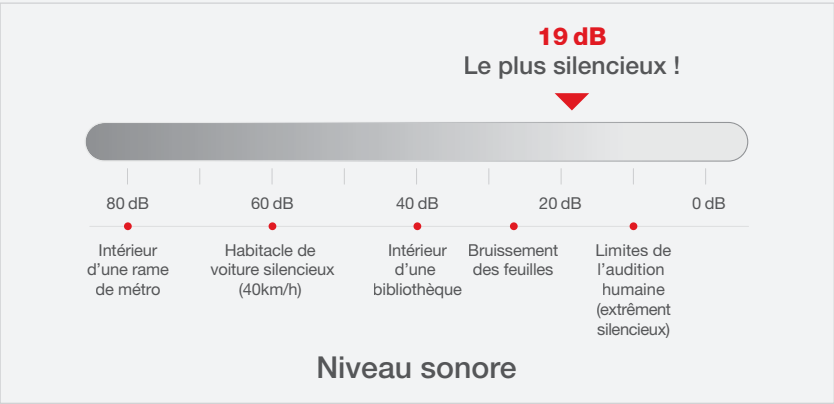 19 dB
Le plus silencieux !
80 dB
60 dB
40 dB
20 dB
0 dB
Intérieur
d’une rame
de métro
Habitacle de
voiture silencieux
(40km/h)
Intérieur
d’une
bibliothèque
Bruissement
des feuilles
Limites de
l’audition
humaine
(extrêment
silencieux)
Niveau sonore